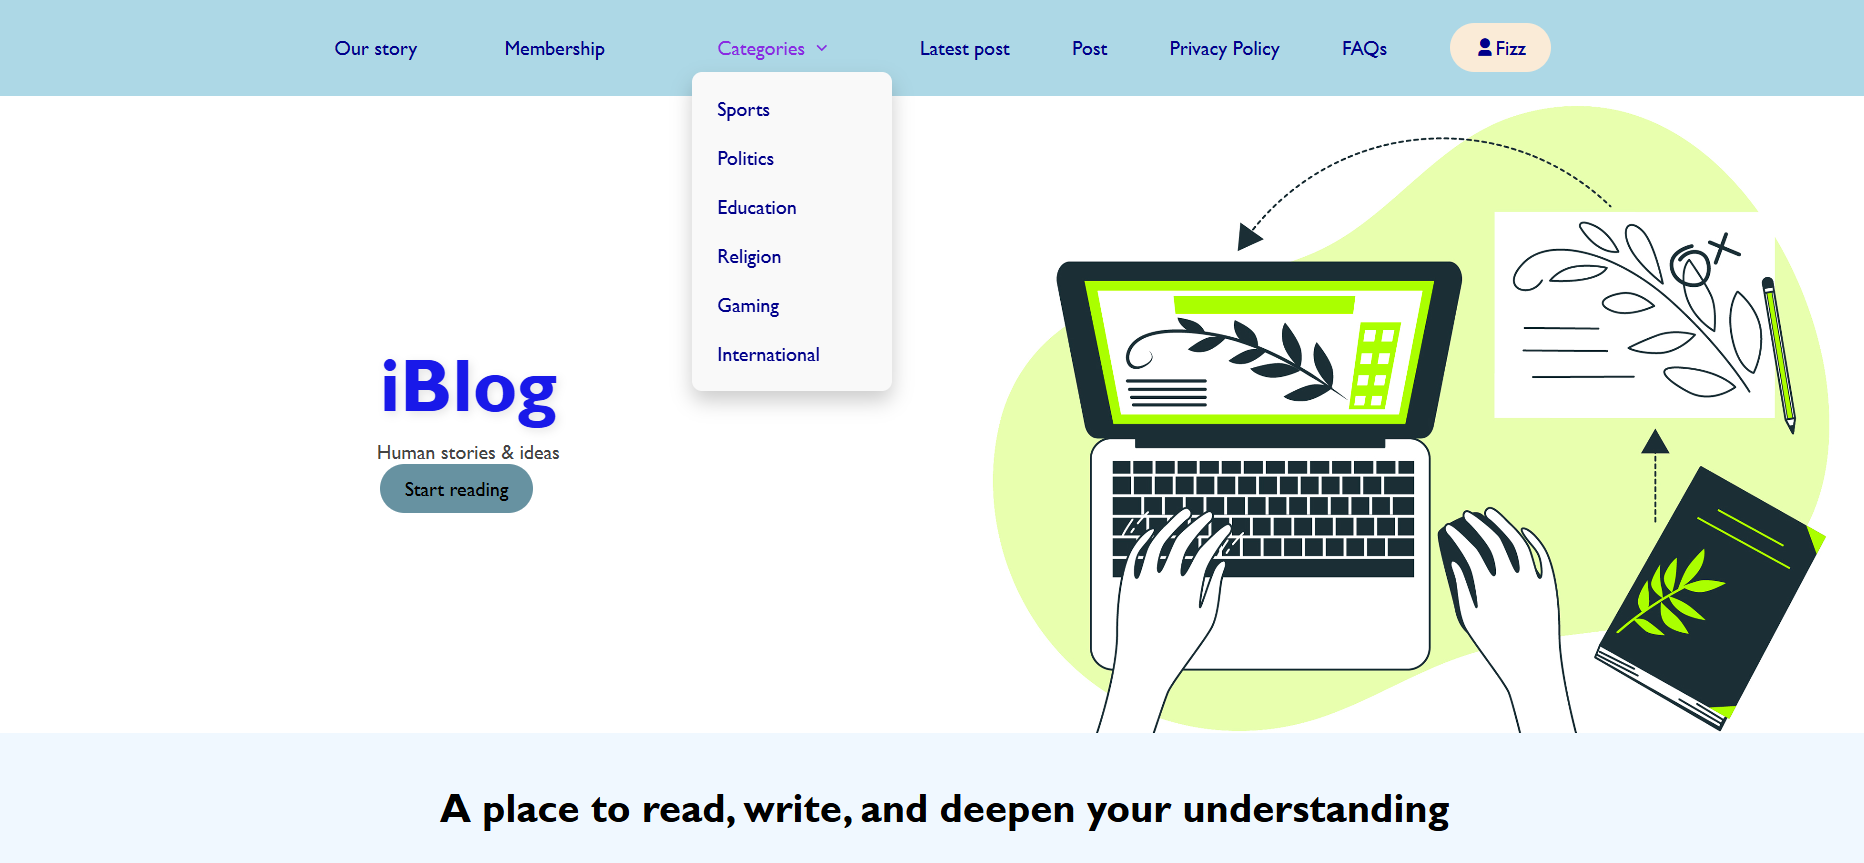 Our story Membership Categories Latest post Post Privacy Policy FAQs Fizz
Sports
Politics
Education
Religion
Gaming
International
iBlog
Human stories & ideas
Start reading
A place to read, write, and deepen your understanding